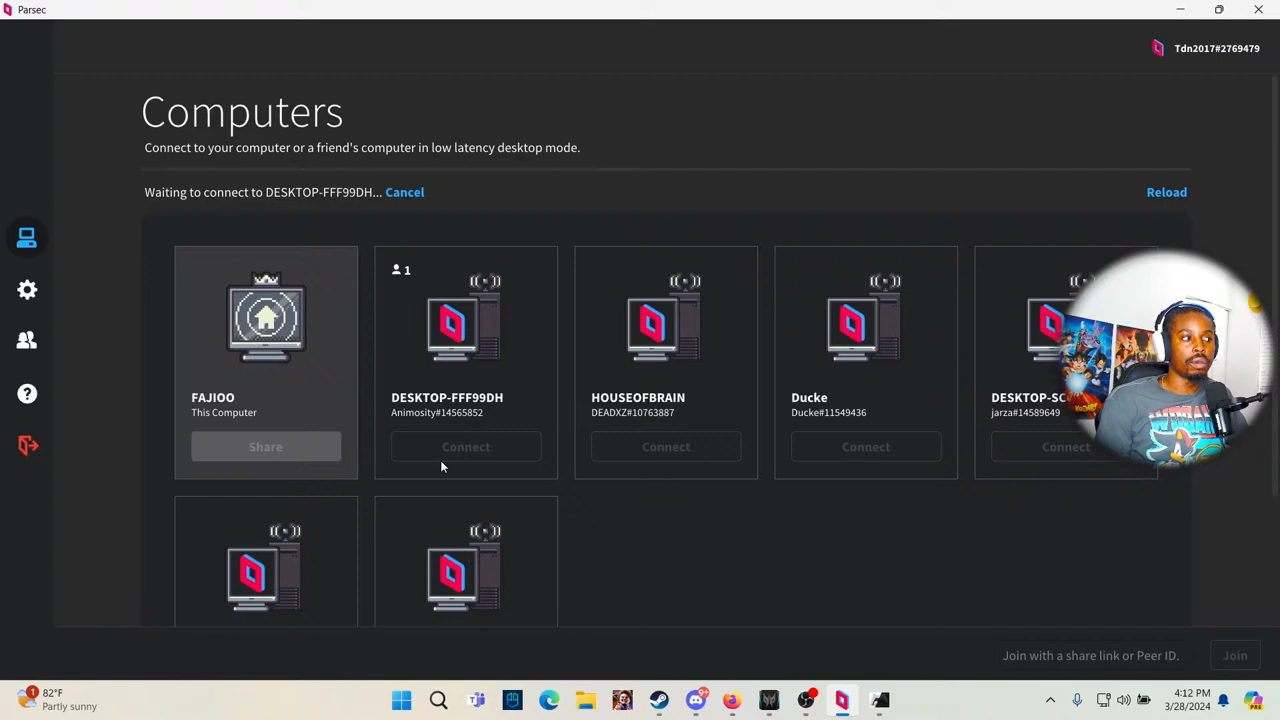 Parsec
Tdn2017#2769479
Computers
Connect to your computer or a friend's computer in low latency desktop mode.
Waiting to connect to DESKTOP-FFF99DH... Cancel
Reload
1
FAJIOO
This Computer
Share
DESKTOP-FFF99DH
Animosity#14565852
Connect
HOUSEOFBRAIN
DEADXZ#10763887
Connect
Ducke
Ducke#11549436
Connect
jarza#14589649
Connect
Join with a share link or Peer ID.
Join
1
82°F
Partly sunny
9+
4:12 PM
3/28/2024
PRE